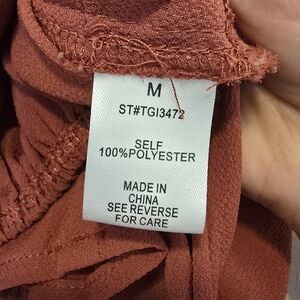 M
ST#TGI3472
SELF
100%POLYESTER
MADE IN
CHINA
SEE REVERSE
FOR CARE